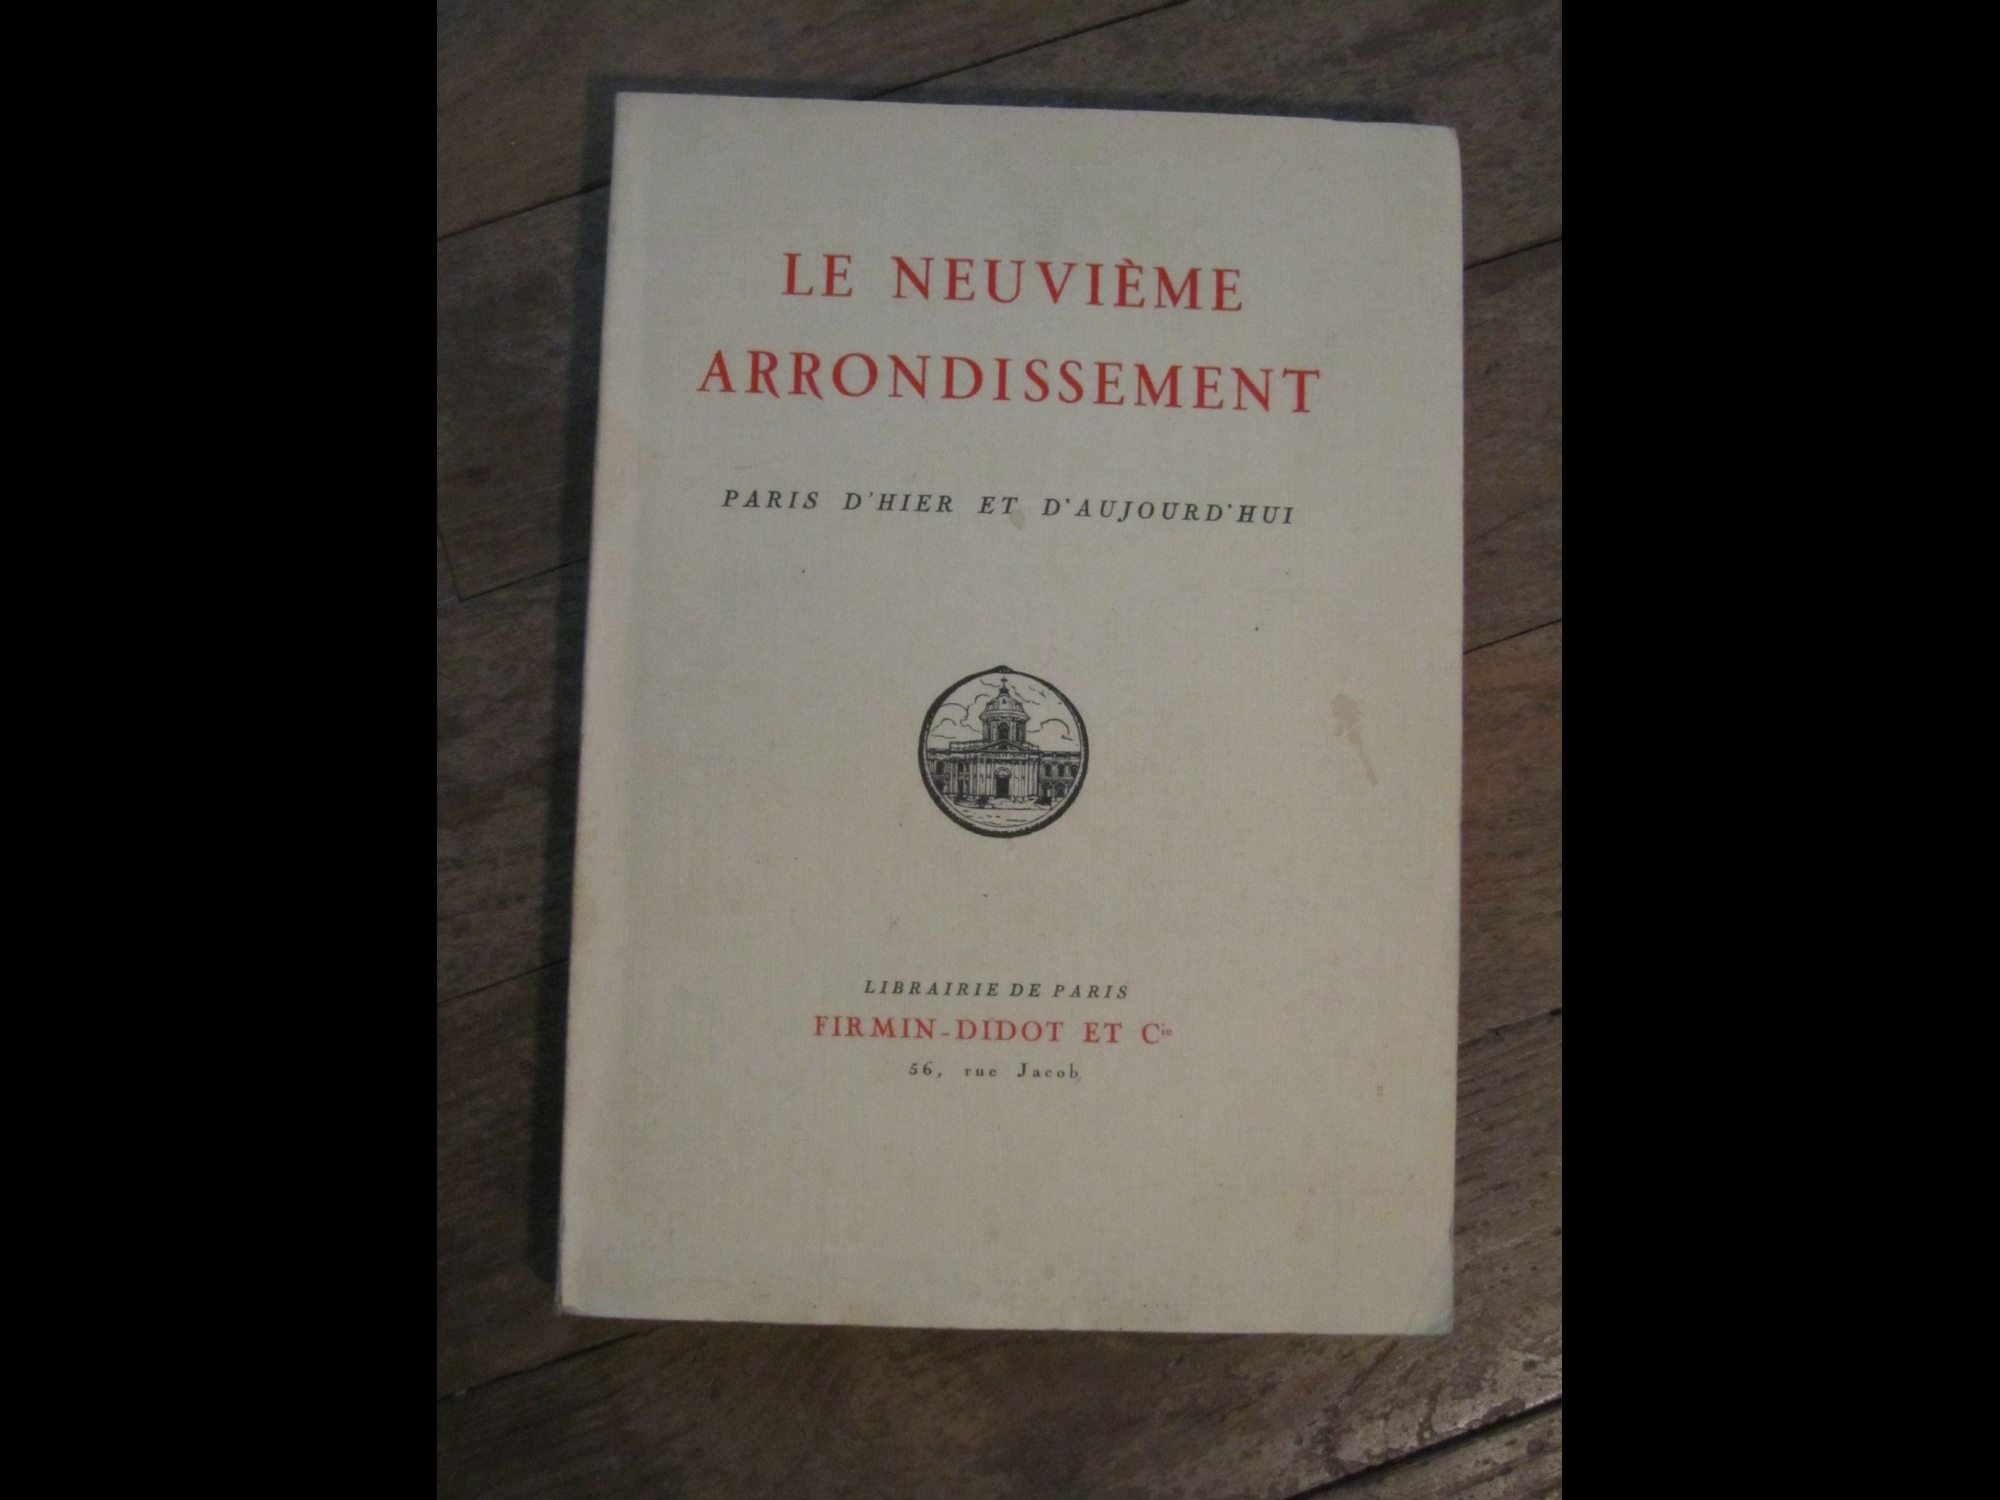 LE NEUVIÈME
ARRONDISSEMENT
PARIS D'HIER ET D'AUJOURD'HUI
LIBRAIRIE DE PARIS
FIRMIN-DIDOT ET Cie
56, rue Jacob